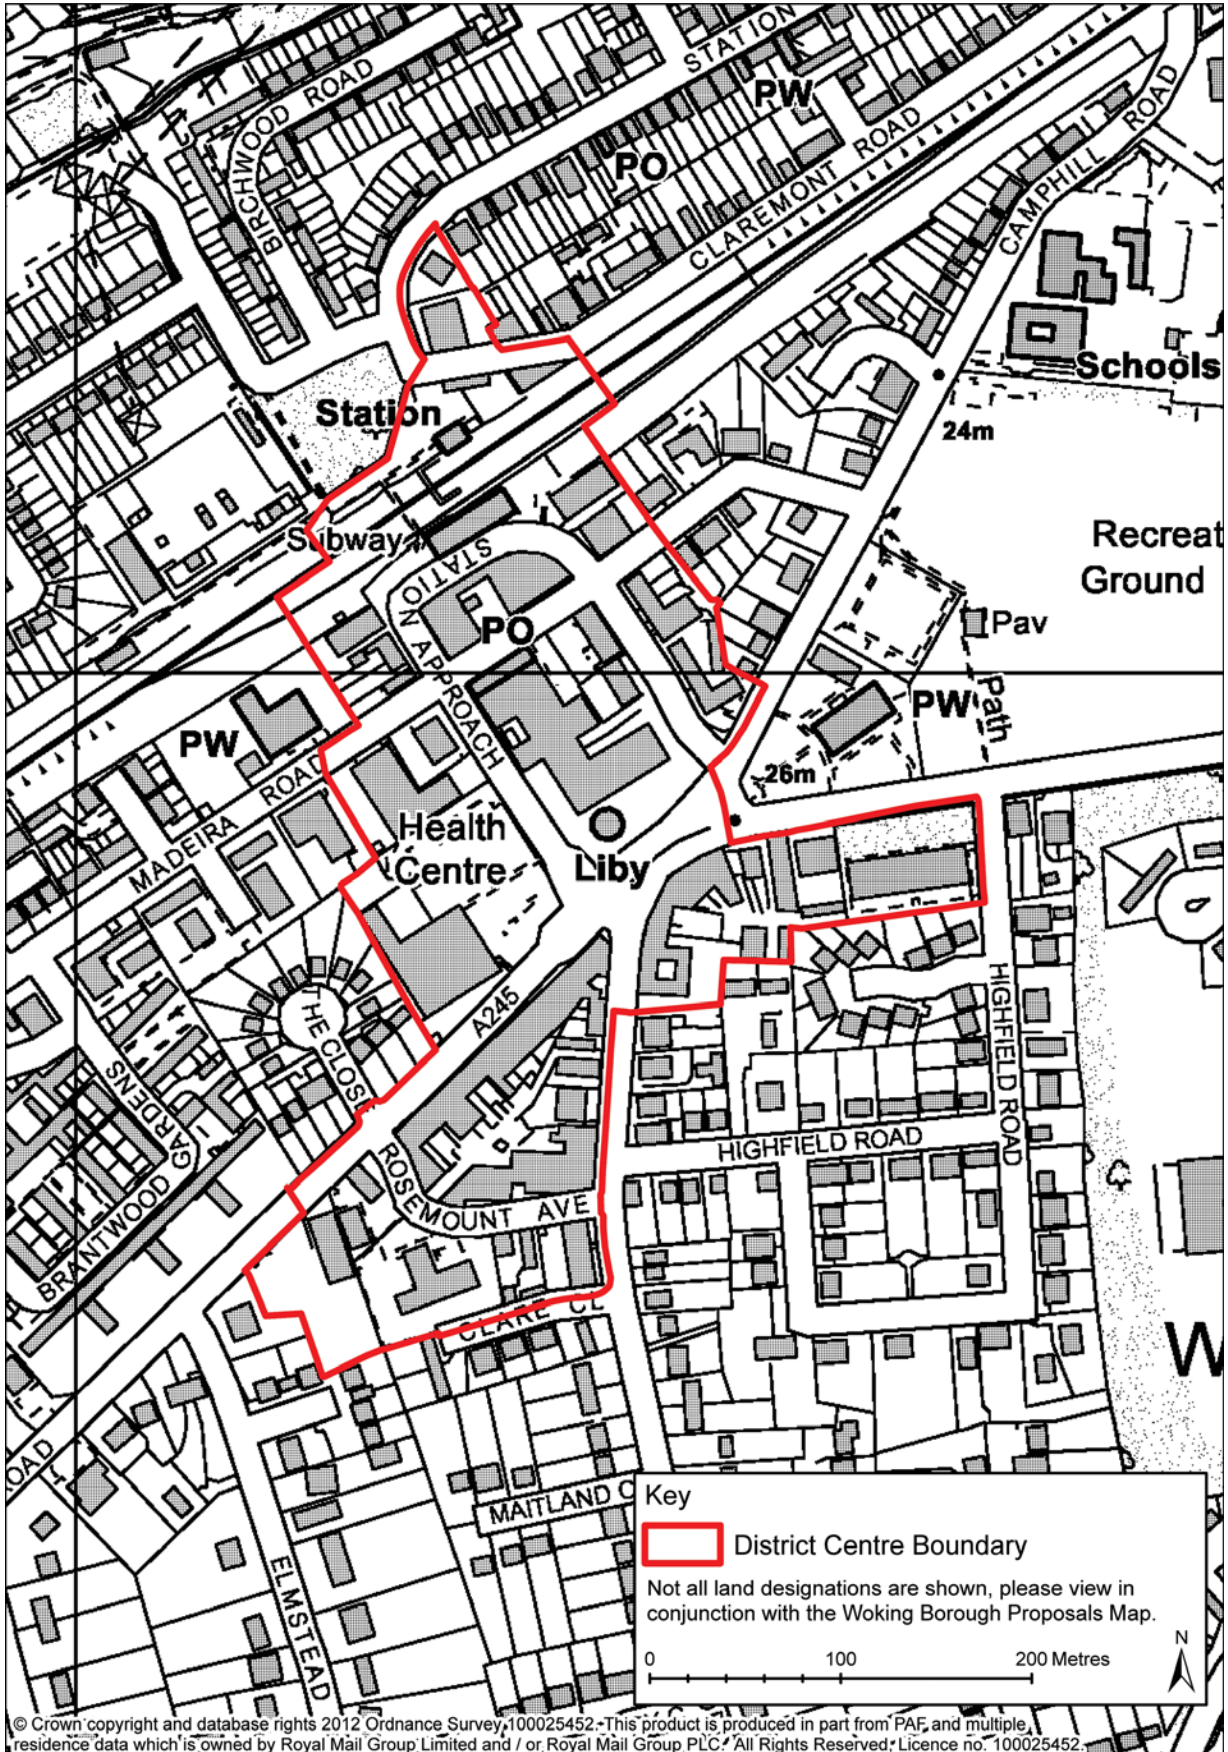 STATION
PW
BIRCHWOOD ROAD
PO
CLAREMONT ROAD
CAMPHILL ROAD
Schools
Station
24m
Subway
Recreat
Ground
STATION APPROACH
PO
Pav
PW
Path
PW
26m
MADEIRA ROAD
Health
Centre
Liby
A245
THE CLOSE
HIGHFIELD ROAD
BRANTWOOD GARDENS
HIGHFIELD ROAD
ROSEMOUNT AVE
CLARE CL
W
ROAD
MAITLAND C
ELMSTEAD
Key
District Centre Boundary
Not all land designations are shown, please view in
conjunction with the Woking Borough Proposals Map.
N
0 100 200 Metres
© Crown copyright and database rights 2012 Ordnance Survey 100025452. This product is produced in part from PAF and multiple
residence data which is owned by Royal Mail Group Limited and / or Royal Mail Group PLC. All Rights Reserved, Licence no. 100025452.